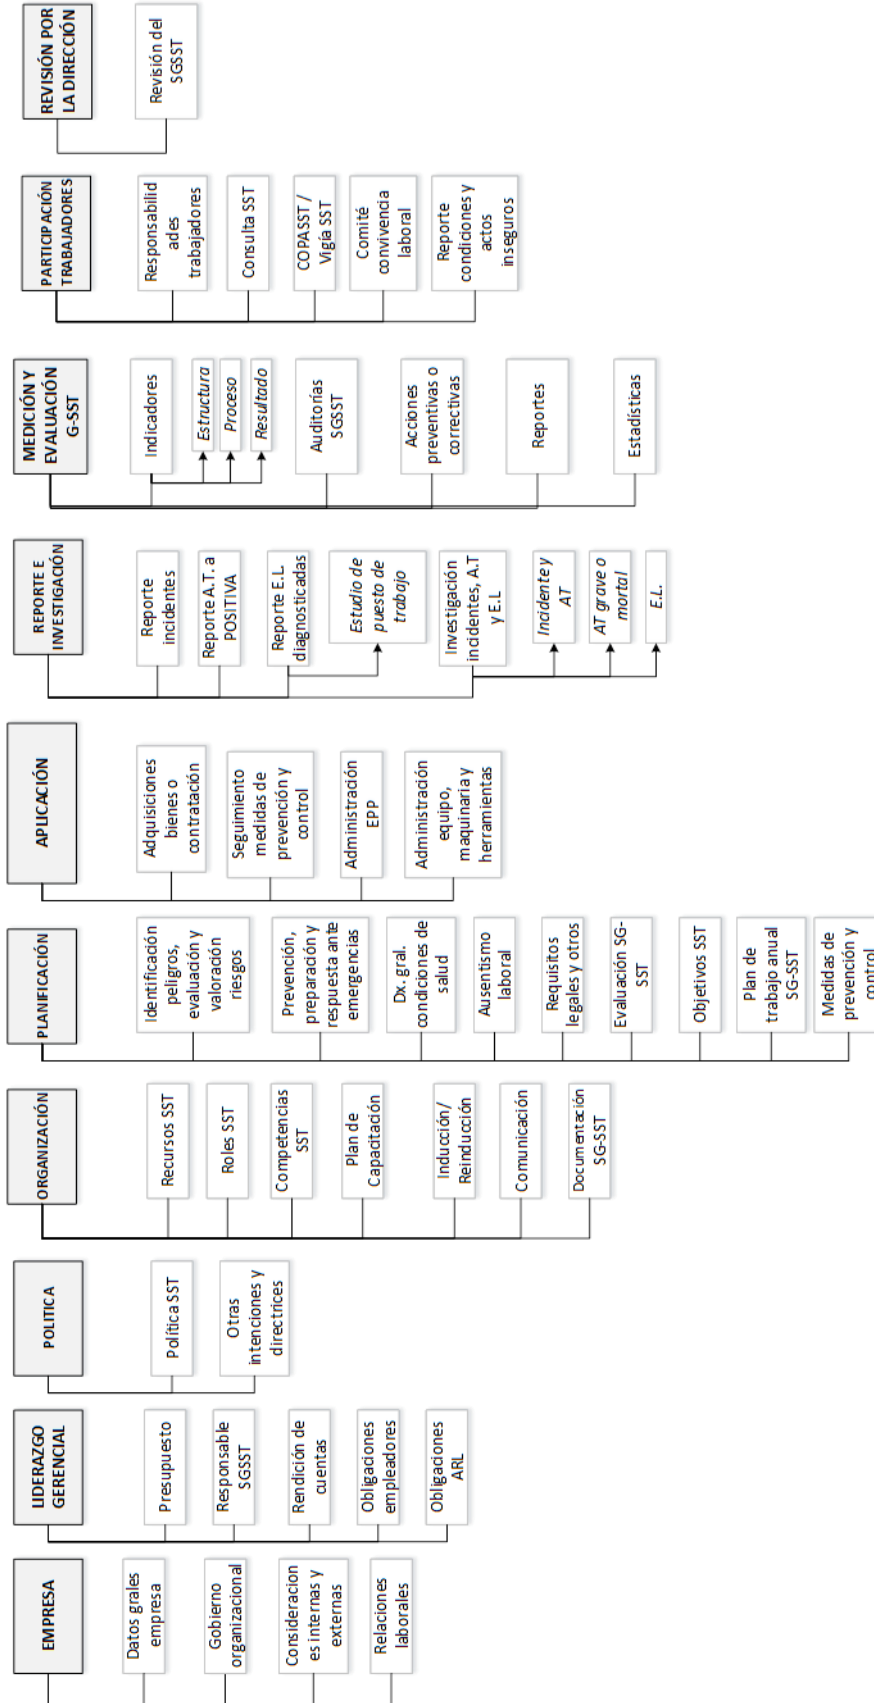 EMPRESA
Datos grales
empresa
Gobierno
organizacional
Consideracion
es internas y
externas
Relaciones
laborales
LIDERAZGO
GERENCIAL
Presupuesto
Responsable
SGSST
Rendición de
cuentas
Obligaciones
empleadores
Obligaciones
ARL
POLITICA
Política SST
Otras
intenciones y
directrices
ORGANIZACIÓN
Recursos SST
Roles SST
Competencias
SST
Plan de
Capacitación
Inducción/
Reinducción
Comunicación
Documentación
SG-SST
PLANIFICACIÓN
Identificación
peligros,
evaluación y
valoración
riesgos
Prevención,
preparación y
respuesta ante
emergencias
Dx. gral.
condiciones de
salud
Ausentismo
laboral
Requisitos
legales y otros
Evaluación SG-
SST
Objetivos SST
Plan de
trabajo anual
SG-SST
Medidas de
prevención y
control
APLICACIÓN
Adquisiciones
bienes o
contratación
Seguimiento
medidas de
prevención y
control
Administración
EPP
Administración
equipo,
maquinaria y
herramientas
REPORTE E
INVESTIGACIÓN
Reporte
incidentes
Reporte A.T. a
POSITIVA
Reporte E.L.
diagnosticadas
Estudio de
puesto de
trabajo
Investigación
incidentes, A.T
y E.L
Incidente y
AT
AT grave o
mortal
E.L.
MEDICIÓN Y
EVALUACIÓN
G-SST
Indicadores
Estructura
Proceso
Resultado
Auditorías
SGSST
Acciones
preventivas o
correctivas
Reportes
Estadísticas
PARTICIPACIÓN
TRABAJADORES
Responsabilid
ades
trabajadores
Consulta SST
COPASST /
Vigía SST
Comité
convivencia
laboral
Reporte
condiciones y
actos
inseguros
REVISIÓN POR
LA DIRECCIÓN
Revisión del
SGSST